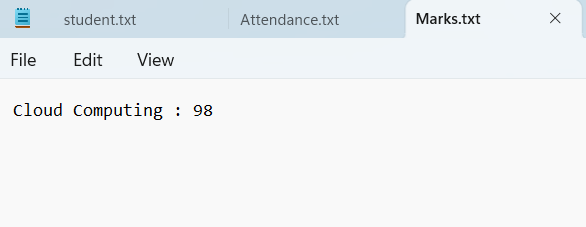 student.txt Attendance.txt Marks.txt
File Edit View
Cloud Computing : 98